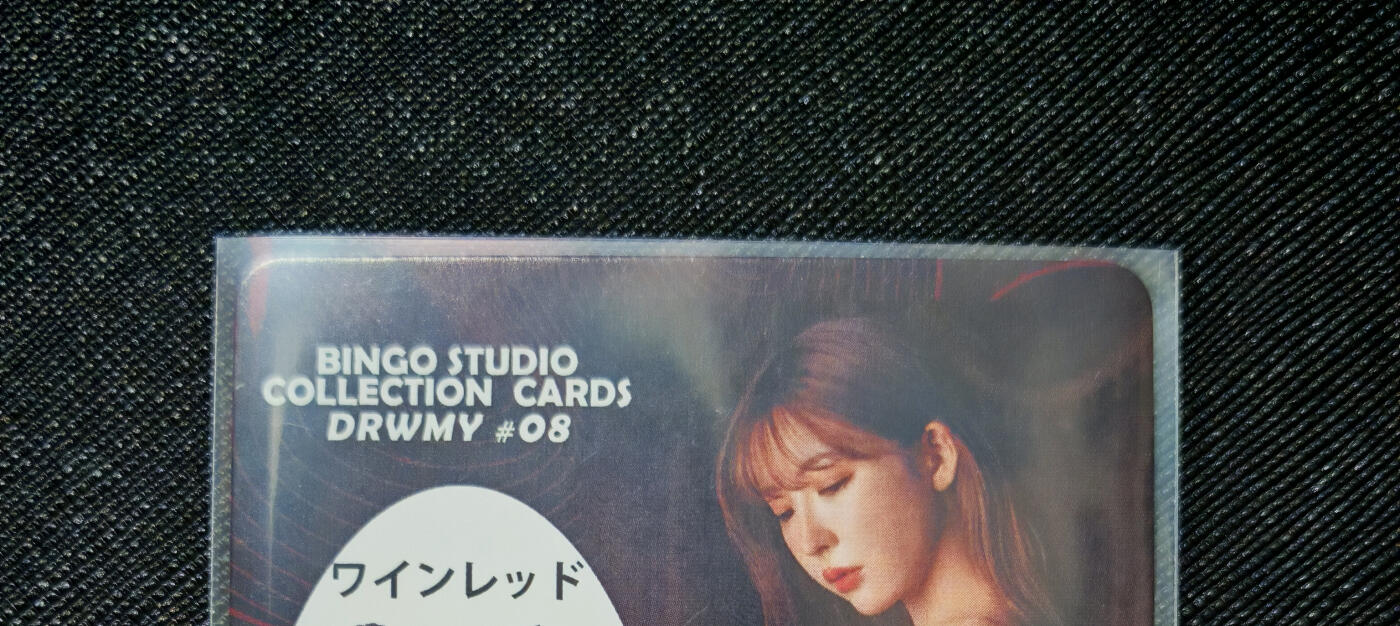 BINGO STUDIO
COLLECTION CARDS
DRWMY #08
ワインレッド